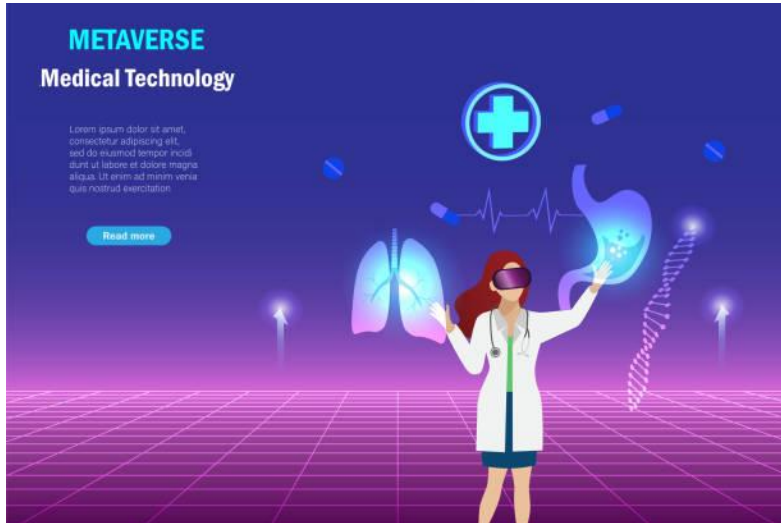 METAVERSE
Medical Technology
Lorem ipsum dolor sit amet,
consectetur adipiscing elit,
sed do eiusmod tempor incidi
dunt ut labore et dolore magna
aliqua. Ut enim ad minim venia
quis nostrud exercitation
Read more